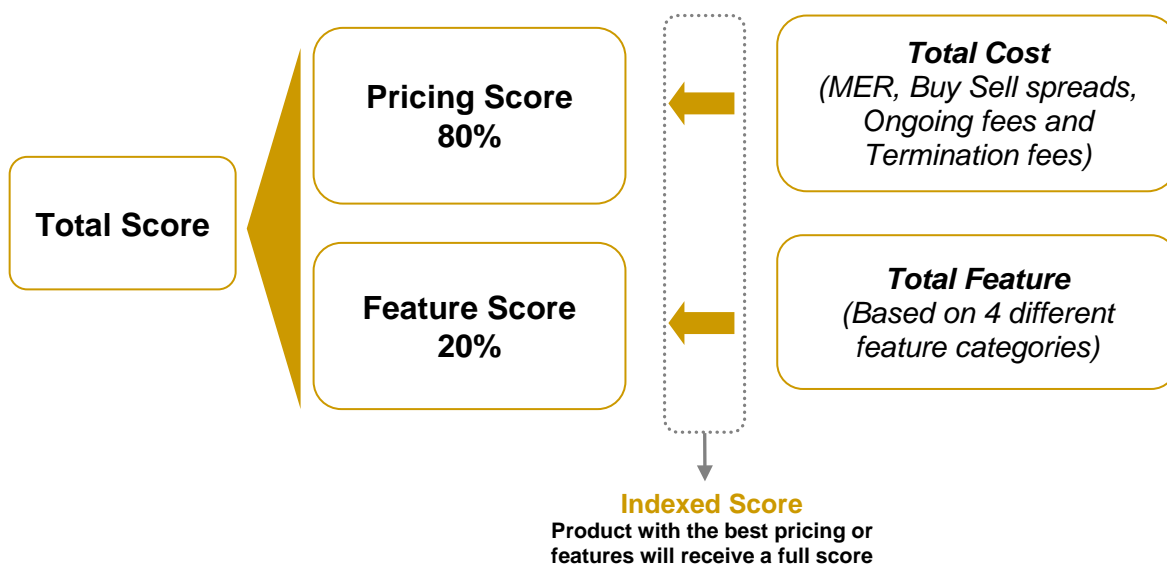 Total Score
Pricing Score
80%
Feature Score
20%
Total Cost
(MER, Buy Sell spreads,
Ongoing fees and
Termination fees)
Total Feature
(Based on 4 different
feature categories)
Indexed Score
Product with the best pricing or
features will receive a full score